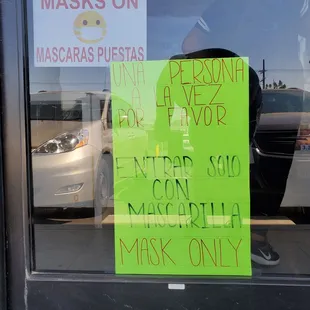 MASKS ON
MASCARAS PUESTAS
UNA PERSONA
A LA VEZ
POR FAVOR
ENTRAR SOLO
CON
MASCARILLA
MASK ONLY